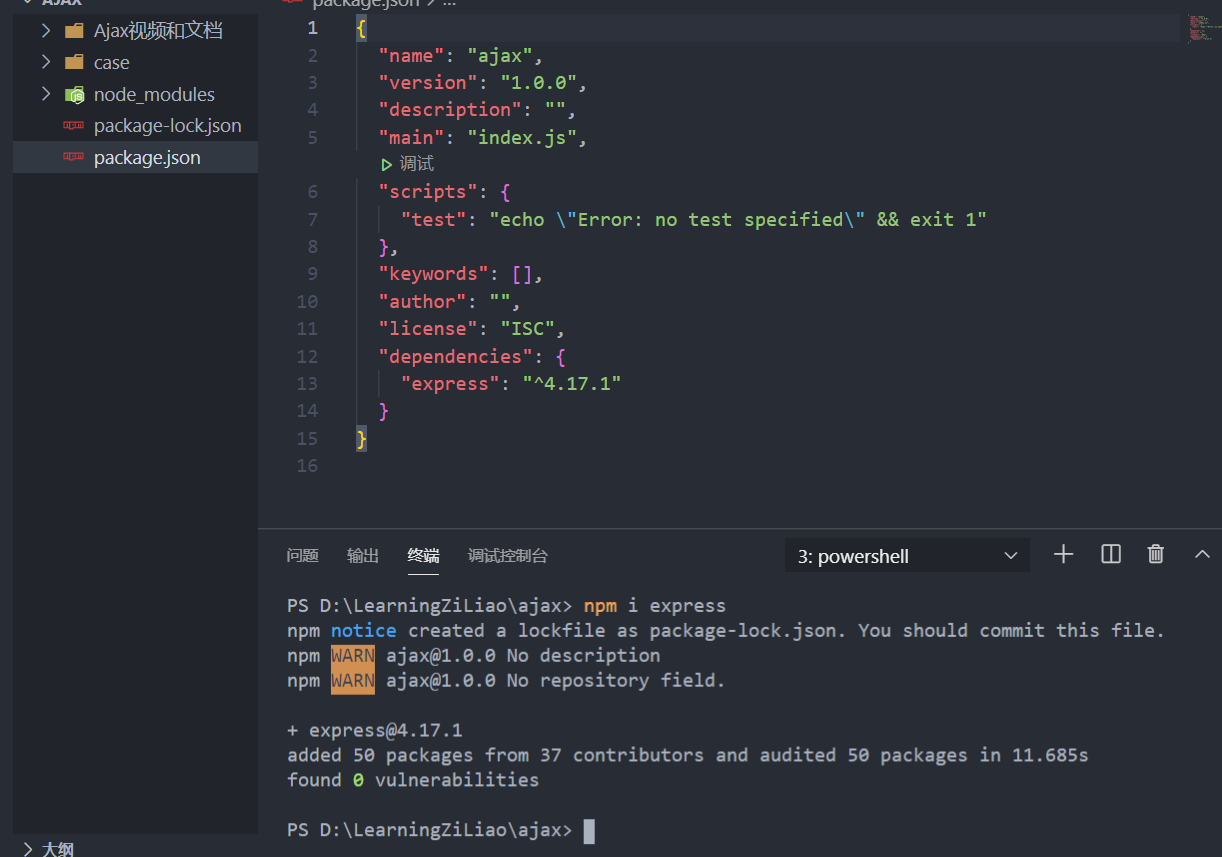 AJAX
Ajax视频和文档
case
node_modules
package-lock.json
package.json
大纲
package.json > ...
1 {
2 "name": "ajax",
3 "version": "1.0.0",
4 "description": "",
5 "main": "index.js",
调试
6 "scripts": {
7 "test": "echo \"Error: no test specified\" && exit 1"
8 },
9 "keywords": [],
10 "author": "",
11 "license": "ISC",
12 "dependencies": {
13 "express": "^4.17.1"
14 }
15 }
16
问题 输出 终端 调试控制台 3: powershell
PS D:\LearningZiLiao\ajax> npm i express
npm notice created a lockfile as package-lock.json. You should commit this file.
npm WARN ajax@1.0.0 No description
npm WARN ajax@1.0.0 No repository field.
+ express@4.17.1
added 50 packages from 37 contributors and audited 50 packages in 11.685s
found 0 vulnerabilities
PS D:\LearningZiLiao\ajax>